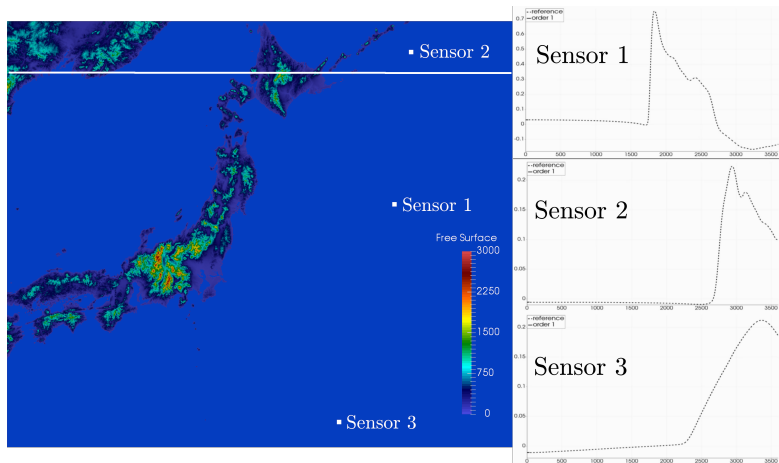 Sensor 2
Sensor 1
Free Surface
3000
2250
1500
750
0
Sensor 3
reference
order 1
Sensor 1
0.7
0.6
0.5
0.4
0.3
0.2
0.1
0
-0.1
0 500 1000 1500 2000 2500 3000 3500
reference
order 1
Sensor 2
0.2
0.15
0.1
0.05
0
0 500 1000 1500 2000 2500 3000 3500
reference
order 1
Sensor 3
0.2
0.15
0.1
0.05
0
0 500 1000 1500 2000 2500 3000 3500